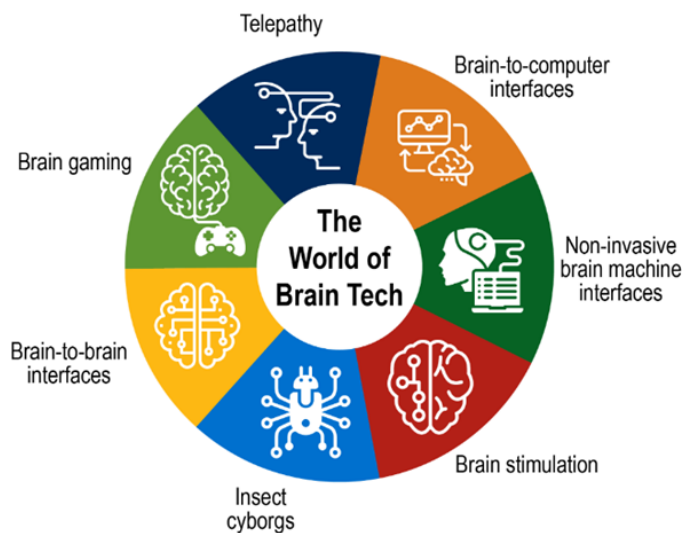 Telepathy
Brain-to-computer
interfaces
Brain gaming
The
World of
Brain Tech
Non-invasive
brain machine
interfaces
Brain-to-brain
interfaces
Brain stimulation
Insect
cyborgs